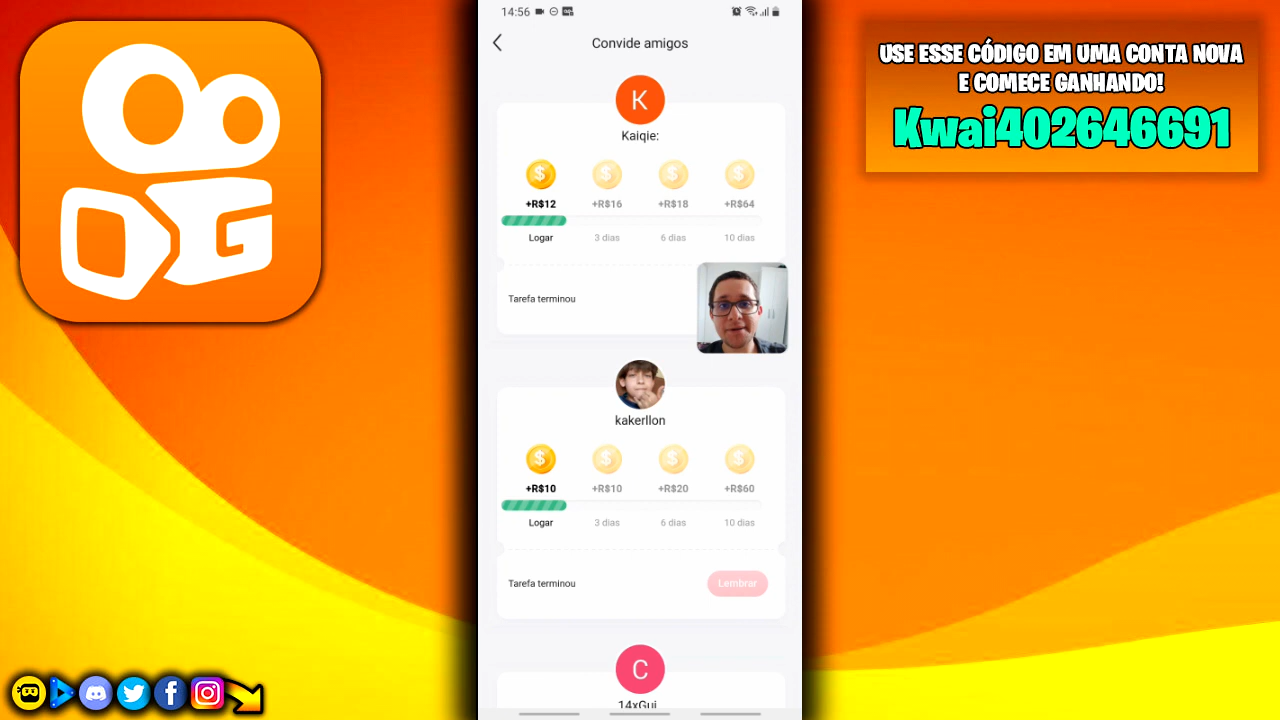 14:56
Convide amigos
K
Kaiqie:
+R$12 +R$16 +R$18 +R$64
Logar 3 dias 6 dias 10 dias
Tarefa terminou
kakerllon
+R$10 +R$10 +R$20 +R$60
Logar 3 dias 6 dias 10 dias
Tarefa terminou Lembrar
C
14xGui
USE ESSE CÓDIGO EM UMA CONTA NOVA
E COMECE GANHANDO!
Kwai402646691